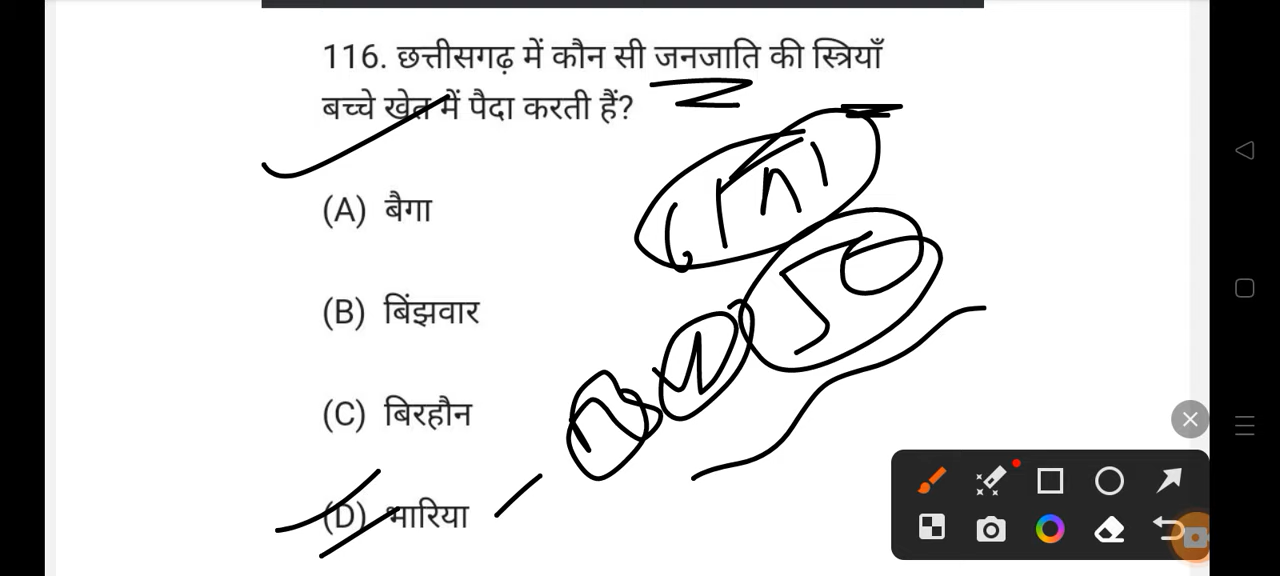 116. छत्तीसगढ़ में कौन सी जनजाति की स्त्रियाँ
बच्चे खेत में पैदा करती हैं?
(A) बैगा
(B) बिंझवार
(C) बिरहौन
(D) भारिया